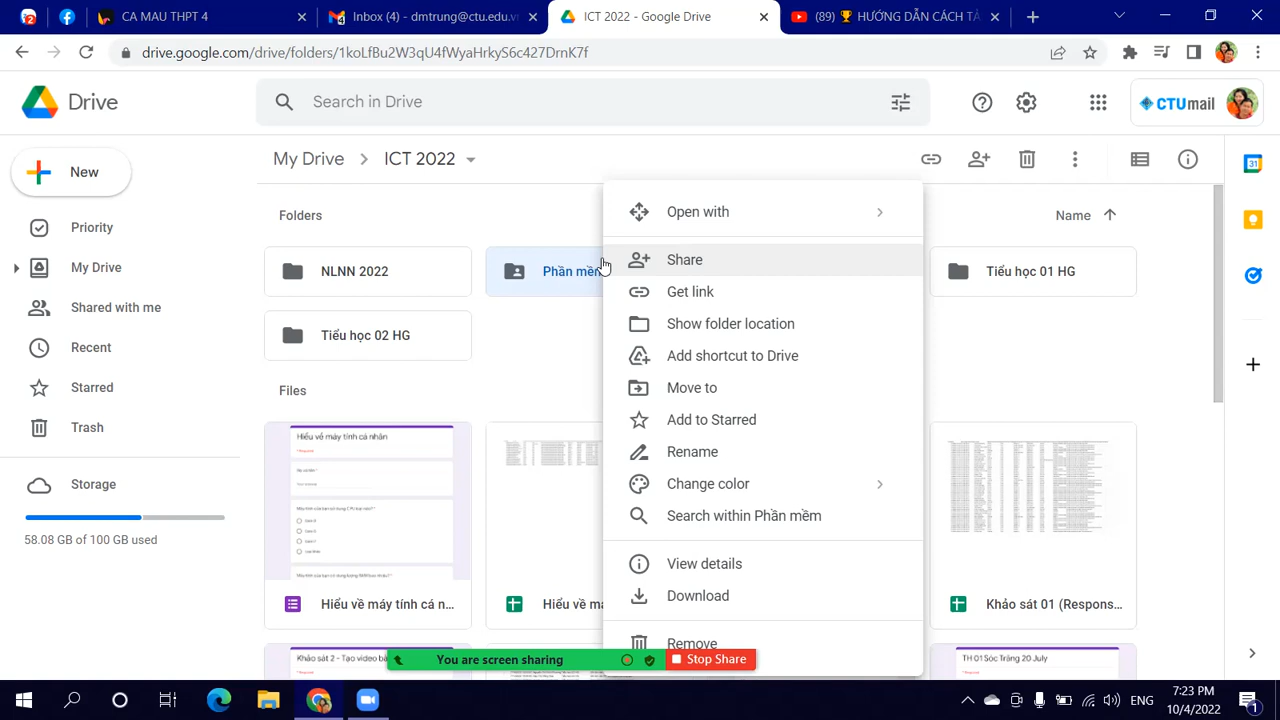 CA MAU THPT 4
Inbox (4) - dmtrung@ctu.edu.v
ICT 2022 - Google Drive
(89) 🏆 HƯỚNG DẪN CÁCH TẢ
drive.google.com/drive/folders/1koLfBu2W3qU4fWyaHrkyS6c427DrnK7f
Drive
Search in Drive
CTUmail
New
My Drive
ICT 2022
Priority
My Drive
Shared with me
Recent
Starred
Trash
Storage
58.08 GB of 100 GB used
Folders
Name
NLNN 2022
Phần mềm
Tiểu học 01 HG
Tiểu học 02 HG
Files
Open with
Share
Get link
Show folder location
Add shortcut to Drive
Move to
Add to Starred
Rename
Change color
Search within Phần mềm
View details
Download
Remove
Hiểu về máy tính cá nhân
Hiểu về máy tính cá n...
Hiểu về má
Khảo sát 01 (Respons...
Khảo sát 2 - Tạo video bà
TH 01 Sóc Trăng 20 July
You are screen sharing
Stop Share
31
ENG
7:23 PM
10/4/2022
1